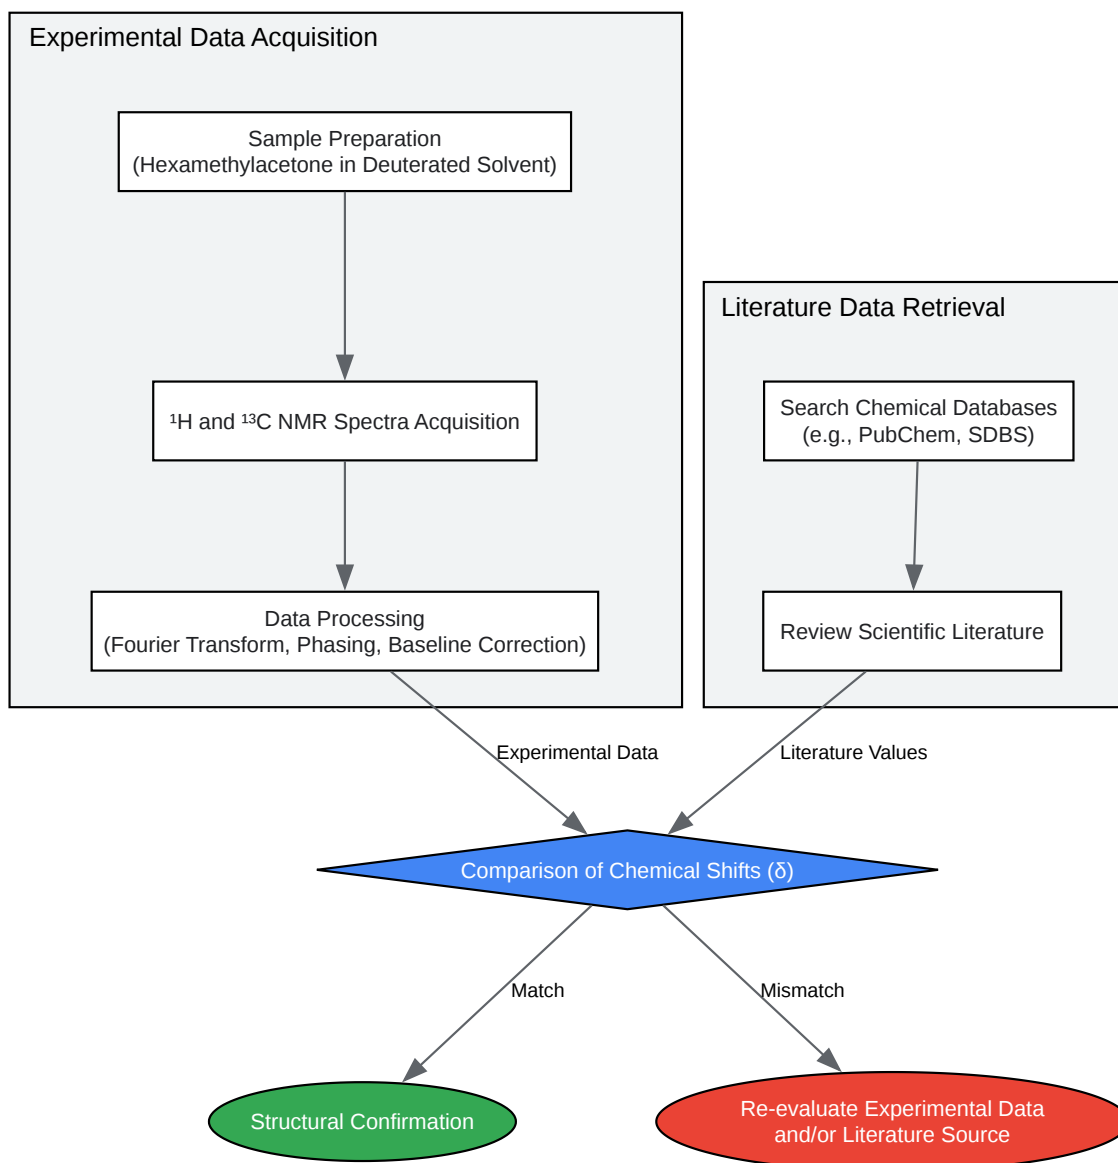 Experimental Data Acquisition
Sample Preparation
(Hexamethylacetone in Deuterated Solvent)
¹H and ¹³C NMR Spectra Acquisition
Data Processing
(Fourier Transform, Phasing, Baseline Correction)
Literature Data Retrieval
Search Chemical Databases
(e.g., PubChem, SDBS)
Review Scientific Literature
Experimental Data
Literature Values
Comparison of Chemical Shifts (δ)
Match
Mismatch
Structural Confirmation
Re-evaluate Experimental Data
and/or Literature Source